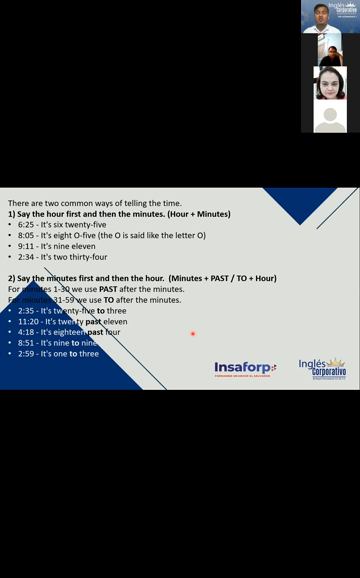 Inglés
Corporativo
There are two common ways of telling the time.
1) Say the hour first and then the minutes. (Hour + Minutes)
• 6:25 - It's six twenty-five
• 8:05 - It's eight O-five (the O is said like the letter O)
• 9:11 - It's nine eleven
• 2:34 - It's two thirty-four
2) Say the minutes first and then the hour. (Minutes + PAST / TO + Hour)
For minutes 1-30 we use PAST after the minutes.
For minutes 31-59 we use TO after the minutes.
• 2:35 - It's twenty-five to three
• 11:20 - It's twenty past eleven
• 4:18 - It's eighteen past four
• 8:51 - It's nine to nine
• 2:59 - It's one to three
Insaforp
Inglés
Corporativo